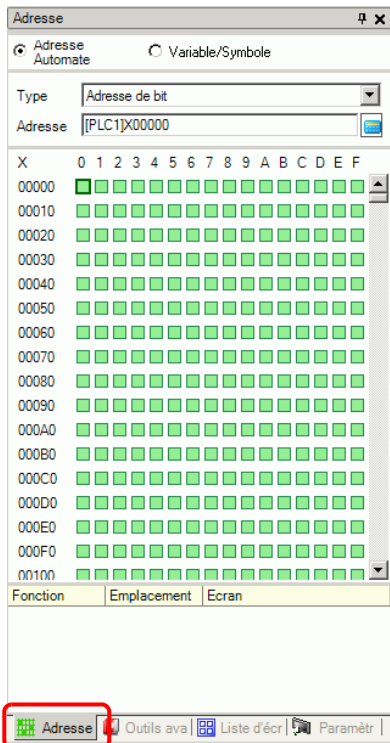 Adresse
Adresse
Automate
Variable/Symbole
Type Adresse de bit
Adresse [PLC1]X00000
X 0 1 2 3 4 5 6 7 8 9 A B C D E F
00000
00010
00020
00030
00040
00050
00060
00070
00080
00090
000A0
000B0
000C0
000D0
000E0
000F0
00100
Fonction Emplacement Ecran
Adresse Outils ava Liste d'écr Paramètr